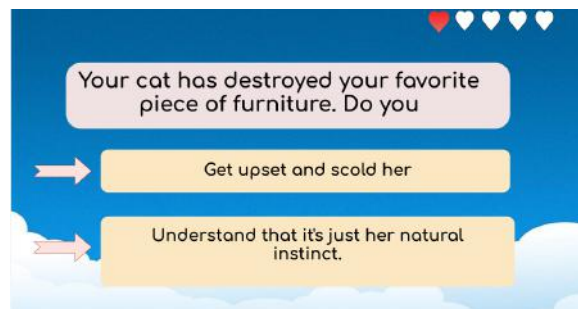 Your cat has destroyed your favorite
piece of furniture. Do you
Get upset and scold her
Understand that it's just her natural
instinct.